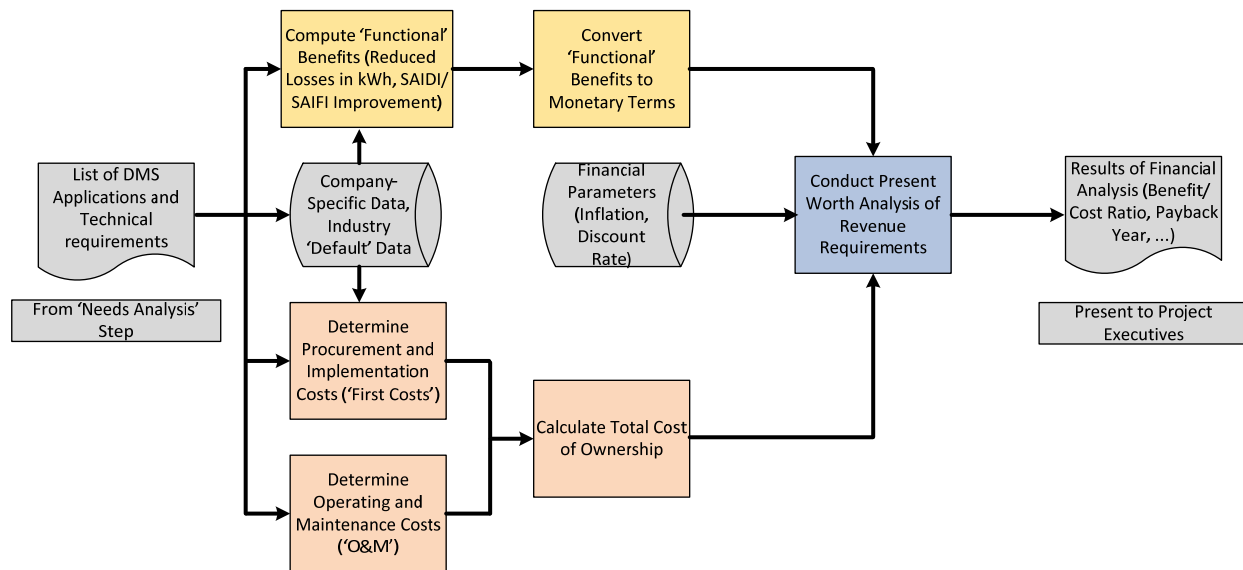 Compute ‘Functional’
Benefits (Reduced
Losses in kWh, SAIDI/
SAIFI Improvement)
Convert
‘Functional’
Benefits to
Monetary Terms
List of DMS
Applications and
Technical
requirements
Company-
Specific Data,
Industry
‘Default’ Data
Financial
Parameters
(Inflation,
Discount
Rate)
Conduct Present
Worth Analysis of
Revenue
Requirements
Results of Financial
Analysis (Benefit/
Cost Ratio, Payback
Year, ...)
From ‘Needs Analysis’
Step
Present to Project
Executives
Determine
Procurement and
Implementation
Costs (‘First Costs’)
Calculate Total Cost
of Ownership
Determine
Operating and
Maintenance Costs
(‘O&M’)